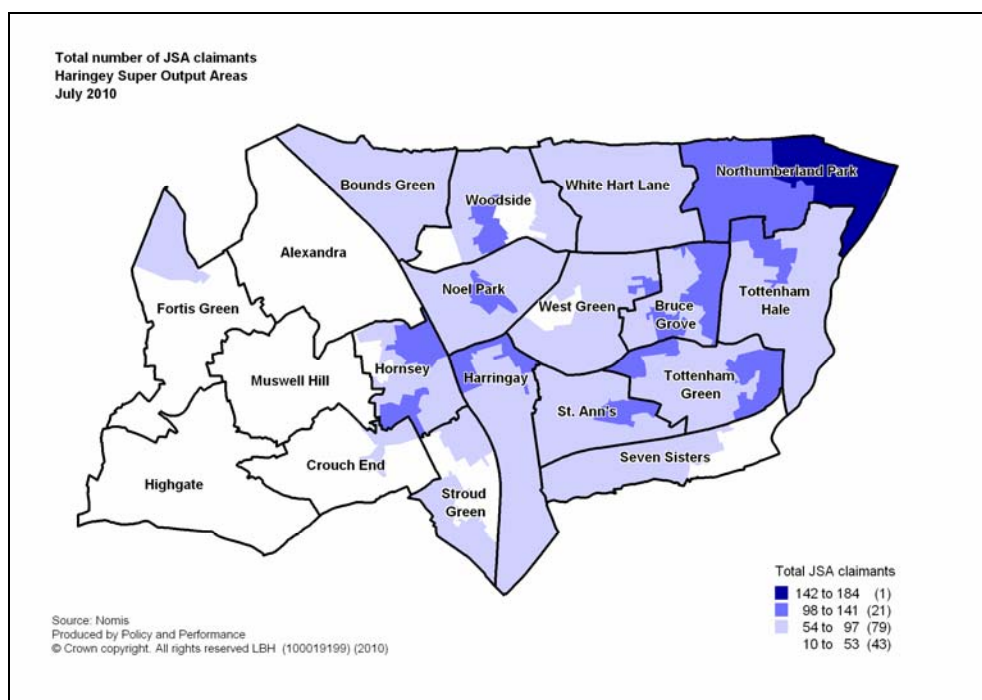 Total number of JSA claimants
Haringey Super Output Areas
July 2010
Northumberland Park
Bounds Green
White Hart Lane
Woodside
Alexandra
Noel Park
Tottenham
Hale
Fortis Green
West Green
Bruce
Grove
Hornsey
Muswell Hill
Harringay
Tottenham
Green
St. Ann's
Crouch End
Seven Sisters
Highgate
Stroud
Green
Total JSA claimants
142 to 184 (1)
98 to 141 (21)
54 to 97 (79)
10 to 53 (43)
Source: Nomis
Produced by Policy and Performance
© Crown copyright. All rights reserved LBH (100019199) (2010)